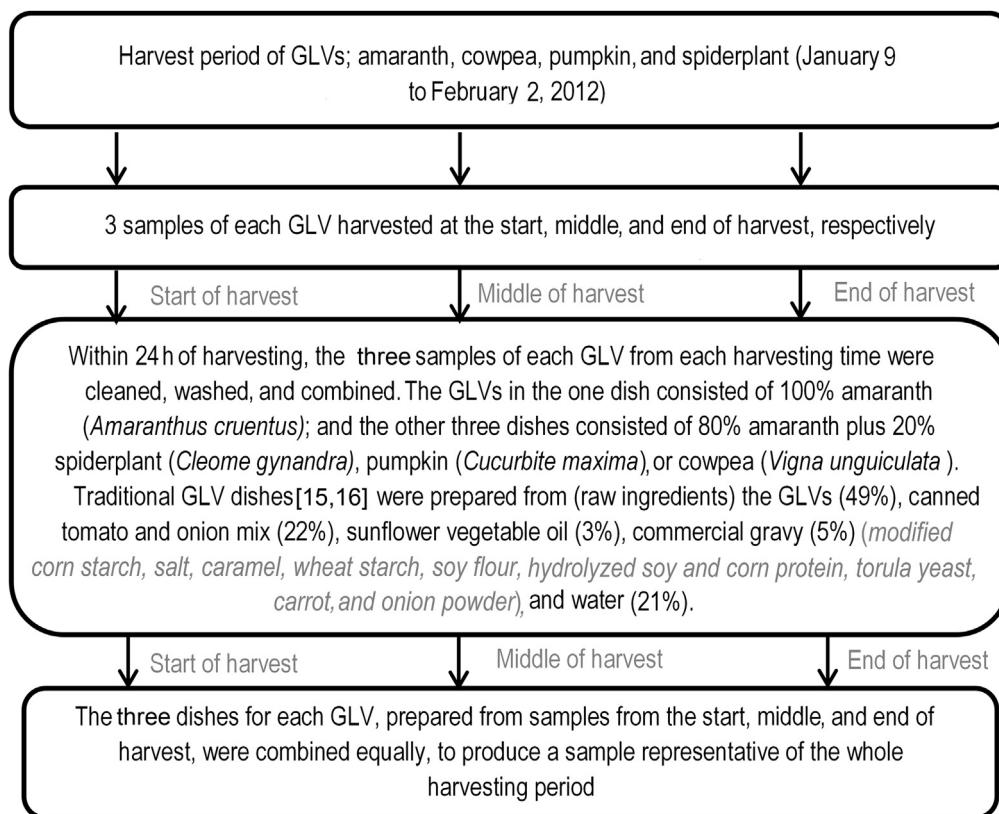 Harvest period of GLVs; amaranth, cowpea, pumpkin, and spiderplant (January 9
to February 2, 2012)
3 samples of each GLV harvested at the start, middle, and end of harvest, respectively
Start of harvest
Middle of harvest
End of harvest
Within 24h of harvesting, the three samples of each GLV from each harvesting time were
cleaned, washed, and combined. The GLVs in the one dish consisted of 100% amaranth
(Amaranthus cruentus); and the other three dishes consisted of 80% amaranth plus 20%
spiderplant (Cleome gynandra), pumpkin (Cucurbite maxima), or cowpea (Vigna unguiculata ).
Traditional GLV dishes[15,16] were prepared from (raw ingredients) the GLVs (49%), canned
tomato and onion mix (22%), sunflower vegetable oil (3%), commercial gravy (5%) (modified
corn starch, salt, caramel, wheat starch, soy flour, hydrolyzed soy and corn protein, torula yeast,
carrot, and onion powder), and water (21%).
Start of harvest
Middle of harvest
End of harvest
The three dishes for each GLV, prepared from samples from the start, middle, and end of
harvest, were combined equally, to produce a sample representative of the whole
harvesting period